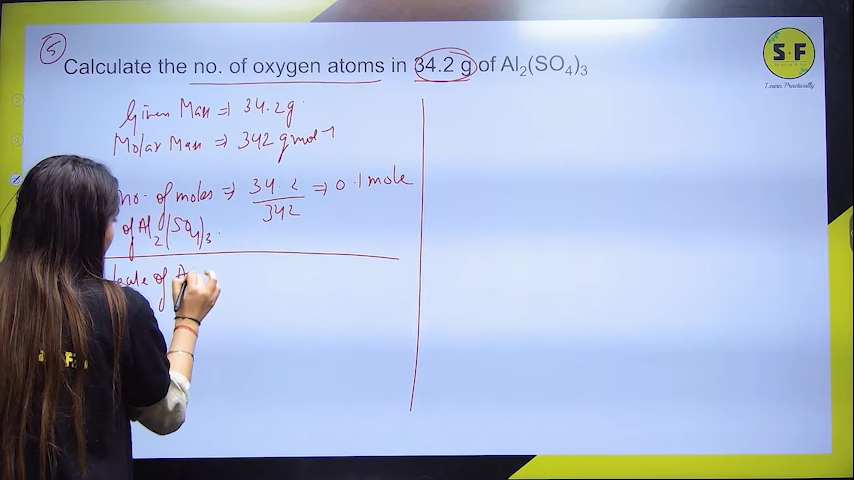 5
Calculate the no. of oxygen atoms in 34.2 g of Al₂(SO₄)₃
S F
Learn Practically
Given Mass ⇒ 34.2g
Molar Mass ⇒ 342 g mol⁻¹
no. of moles ⇒ 34.2/342 ⇒ 0.1 mole
of Al₂(SO₄)₃.
of A